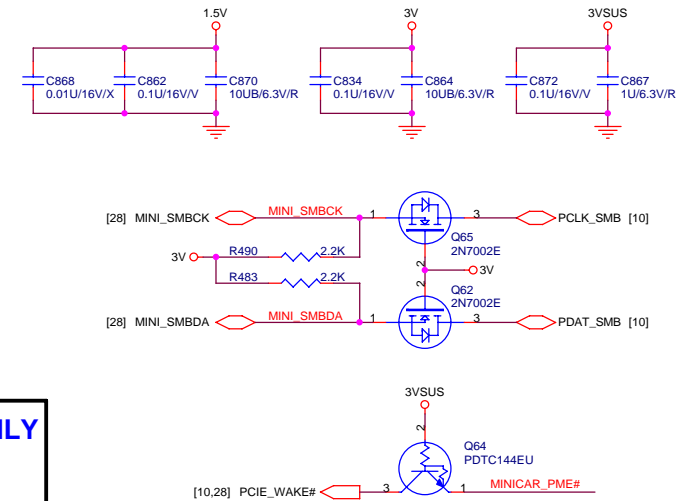 1.5V 3V 3VSUS
C868 C862 C870 C834 C864 C872 C867
0.01U/16V/X 0.1U/16V/V 10UB/6.3V/R 0.1U/16V/V 10UB/6.3V/R 0.1U/16V/V 1U/6.3V/R
[28] MINI_SMBCK MINI_SMBCK 1 3 PCLK_SMB [10]
Q65
2N7002E
3V R490 2.2K
2
3V
R483 2.2K
2
Q62
2N7002E
[28] MINI_SMBDA MINI_SMBDA 1 3 PDAT_SMB [10]
3VSUS
2
Q64
PDTC144EU
[10,28] PCIE_WAKE# 3 1 MINICAR_PME#